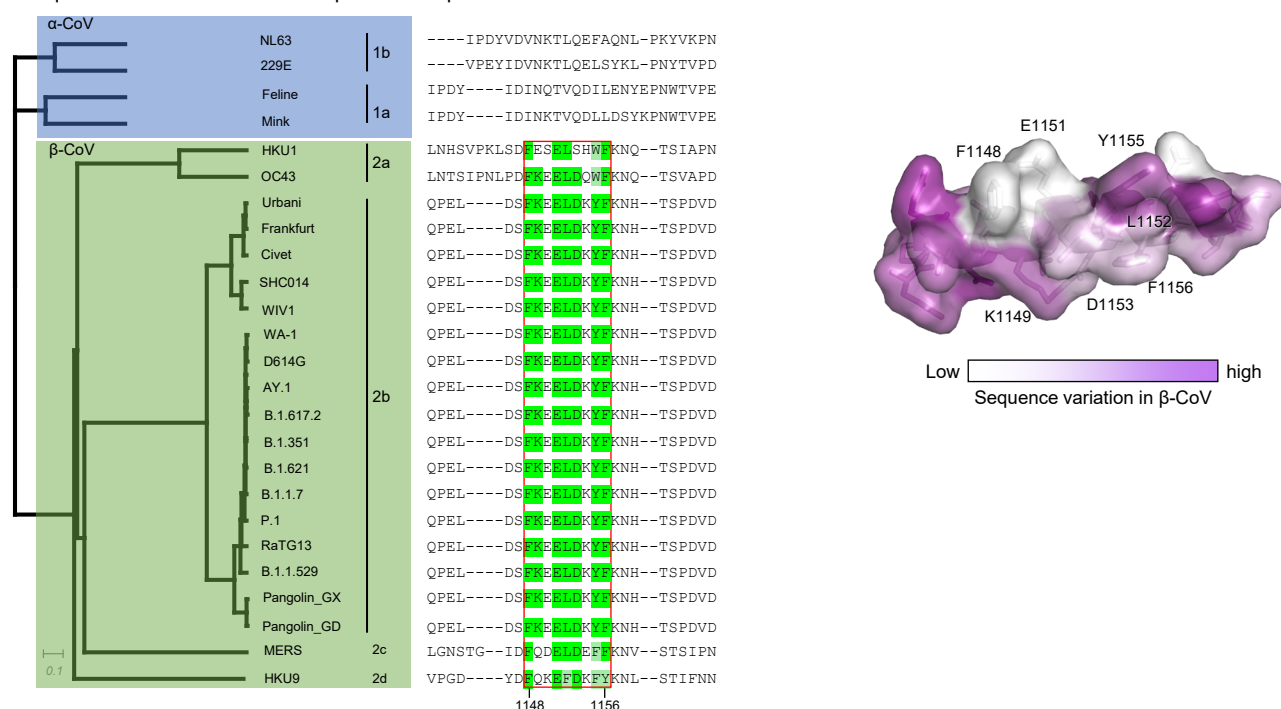 α-CoV
NL63 ----IPDYVDVNKTLQEFAQNL-PKYVKPN
1b
229E ----VPEYIDVNKTLQELSYKL-PNYTVPD
Feline IPDY----IDINQTVQDILENYEPNWTVPE
1a
Mink IPDY----IDINKTVQDLLDSYKPNWTVPE
β-CoV
HKU1 LNHSVPKLSDFESELSHWFKNQ--TSIAPN
2a
OC43 LNTSIPNLPDFKEELDQWFKNQ--TSVAPD
Urbani QPEL----DSFKEELDKYFKNH--TSPDVD
Frankfurt QPEL----DSFKEELDKYFKNH--TSPDVD
Civet QPEL----DSFKEELDKYFKNH--TSPDVD
SHC014 QPEL----DSFKEELDKYFKNH--TSPDVD
WIV1 QPEL----DSFKEELDKYFKNH--TSPDVD
WA-1 QPEL----DSFKEELDKYFKNH--TSPDVD
D614G QPEL----DSFKEELDKYFKNH--TSPDVD
AY.1 QPEL----DSFKEELDKYFKNH--TSPDVD
2b
B.1.617.2 QPEL----DSFKEELDKYFKNH--TSPDVD
B.1.351 QPEL----DSFKEELDKYFKNH--TSPDVD
B.1.621 QPEL----DSFKEELDKYFKNH--TSPDVD
B.1.1.7 QPEL----DSFKEELDKYFKNH--TSPDVD
P.1 QPEL----DSFKEELDKYFKNH--TSPDVD
RaTG13 QPEL----DSFKEELDKYFKNH--TSPDVD
B.1.1.529 QPEL----DSFKEELDKYFKNH--TSPDVD
Pangolin_GX QPEL----DSFKEELDKYFKNH--TSPDVD
Pangolin_GD QPEL----DSFKEELDKYFKNH--TSPDVD
MERS 2c LGNSTG--IDFQDELDEFFKNV--STSIPN
HKU9 2d VPGD----YDFQKEFDKFYKNL--STIFNN
0.1
1148 1156
E1151
F1148
Y1155
L1152
F1156
D1153
K1149
Low high
Sequence variation in β-CoV